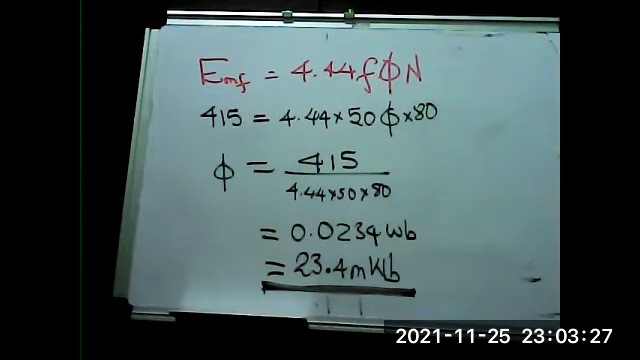 Emf = 4.44fϕN
415 = 4.44×50ϕ×80
ϕ = 415
4.44×50×80
= 0.0234wb
= 23.4mWb
2021-11-25 23:03:27